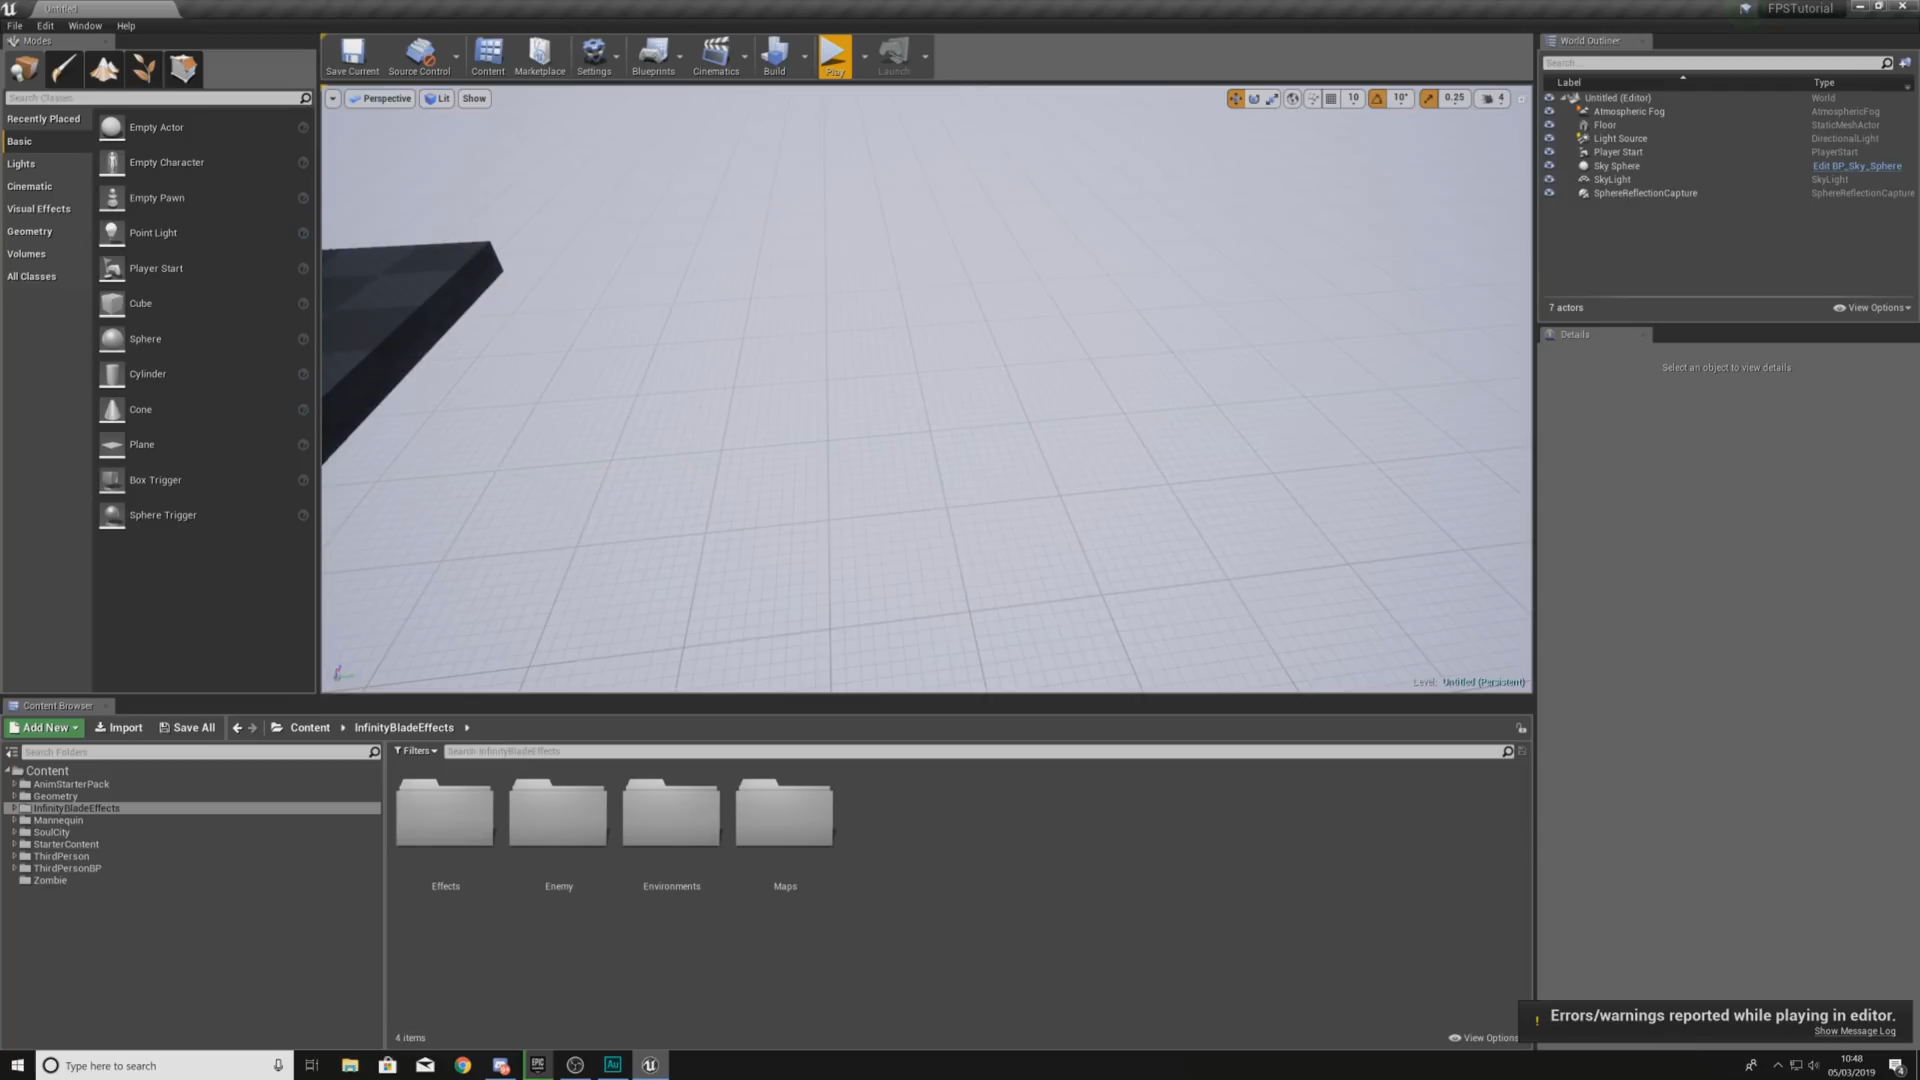 Untitled
FPSTutorial
File Edit Window Help
Modes
Search Classes
Recently Placed
Basic
Lights
Cinematic
Visual Effects
Geometry
Volumes
All Classes
Empty Actor
Empty Character
Empty Pawn
Point Light
Player Start
Cube
Sphere
Cylinder
Cone
Plane
Box Trigger
Sphere Trigger
Save Current Source Control Content Marketplace Settings Blueprints Cinematics Build Play Launch
Perspective Lit Show
10 10° 0.25 4
Level: Untitled (Persistent)
World Outliner
Search...
Label Type
Untitled (Editor) World
Atmospheric Fog AtmosphericFog
Floor StaticMeshActor
Light Source DirectionalLight
Player Start PlayerStart
Sky Sphere Edit BP_Sky_Sphere
SkyLight SkyLight
SphereReflectionCapture SphereReflectionCapture
7 actors View Options
Details
Select an object to view details
Content Browser
Add New Import Save All Content InfinityBladeEffects
Search Folders
Filters Search InfinityBladeEffects
Content
AnimStarterPack
Geometry
InfinityBladeEffects
Mannequin
SoulCity
StarterContent
ThirdPerson
ThirdPersonBP
Zombie
Effects Enemy Environments Maps
4 items View Options
Errors/warnings reported while playing in editor.
Show Message Log
Type here to search
EPIC
Au
10:48
05/03/2019
4